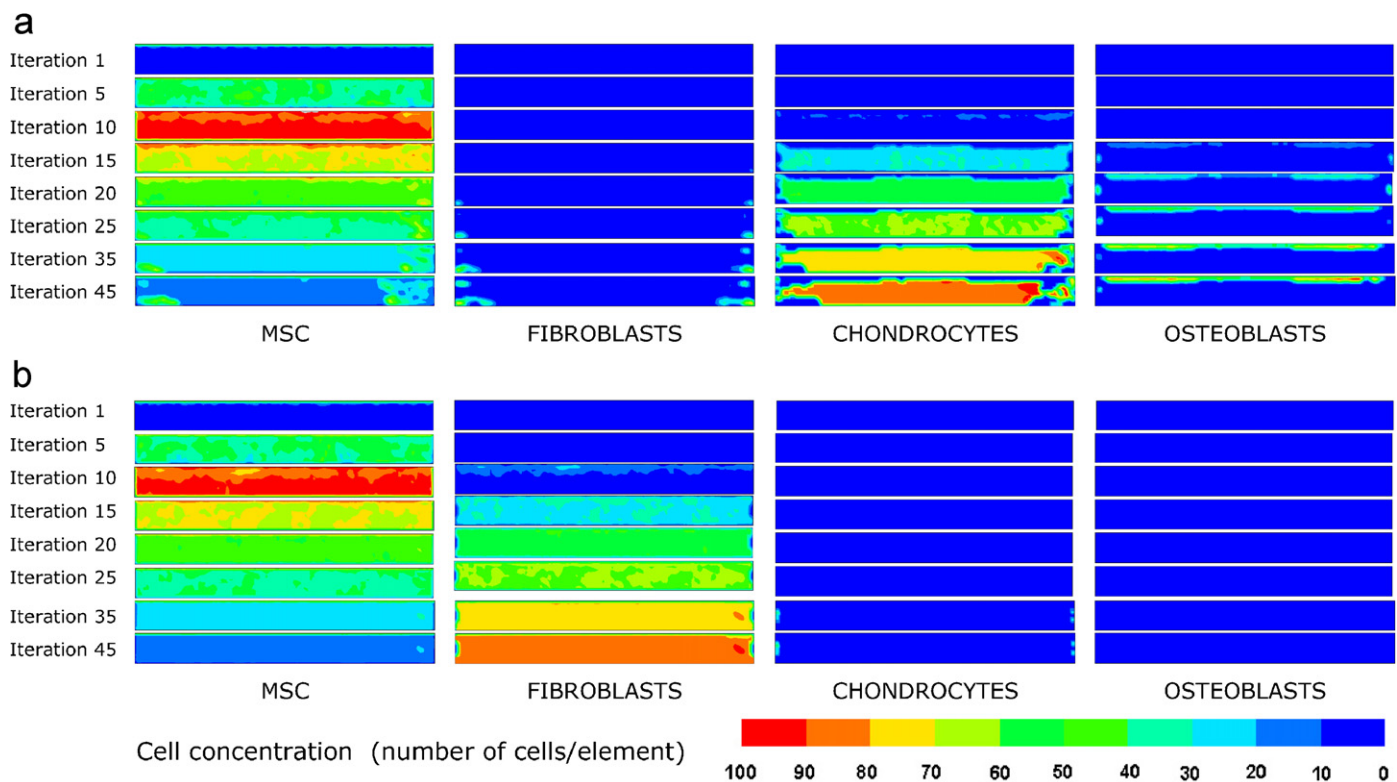 a
Iteration 1
Iteration 5
Iteration 10
Iteration 15
Iteration 20
Iteration 25
Iteration 35
Iteration 45
MSC FIBROBLASTS CHONDROCYTES OSTEOBLASTS
b
Iteration 1
Iteration 5
Iteration 10
Iteration 15
Iteration 20
Iteration 25
Iteration 35
Iteration 45
MSC FIBROBLASTS CHONDROCYTES OSTEOBLASTS
Cell concentration (number of cells/element)
100 90 80 70 60 50 40 30 20 10 0